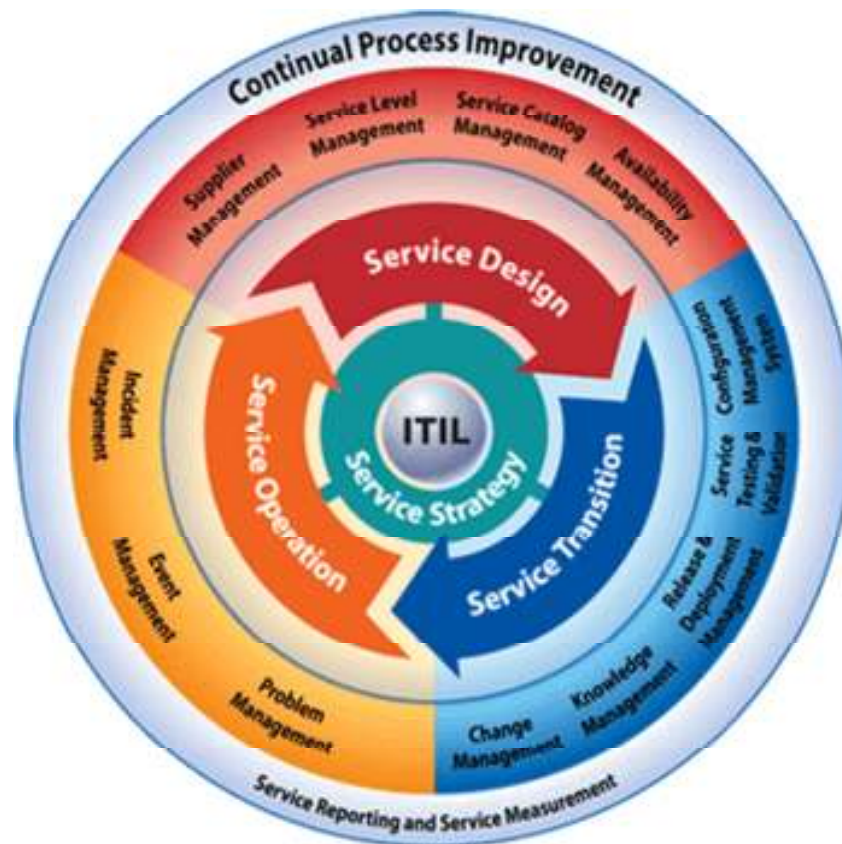 Continual Process Improvement
Supplier
Management
Service Level
Management
Service Catalog
Management
Availability
Management
Service Design
Configuration
Management
System
Service
Testing &
Validation
Release &
Deployment
Management
Knowledge
Management
Change
Management
Service Transition
Problem
Management
Event
Management
Incident
Management
Service Operation
ITIL
Service Strategy
Service Reporting and Service Measurement